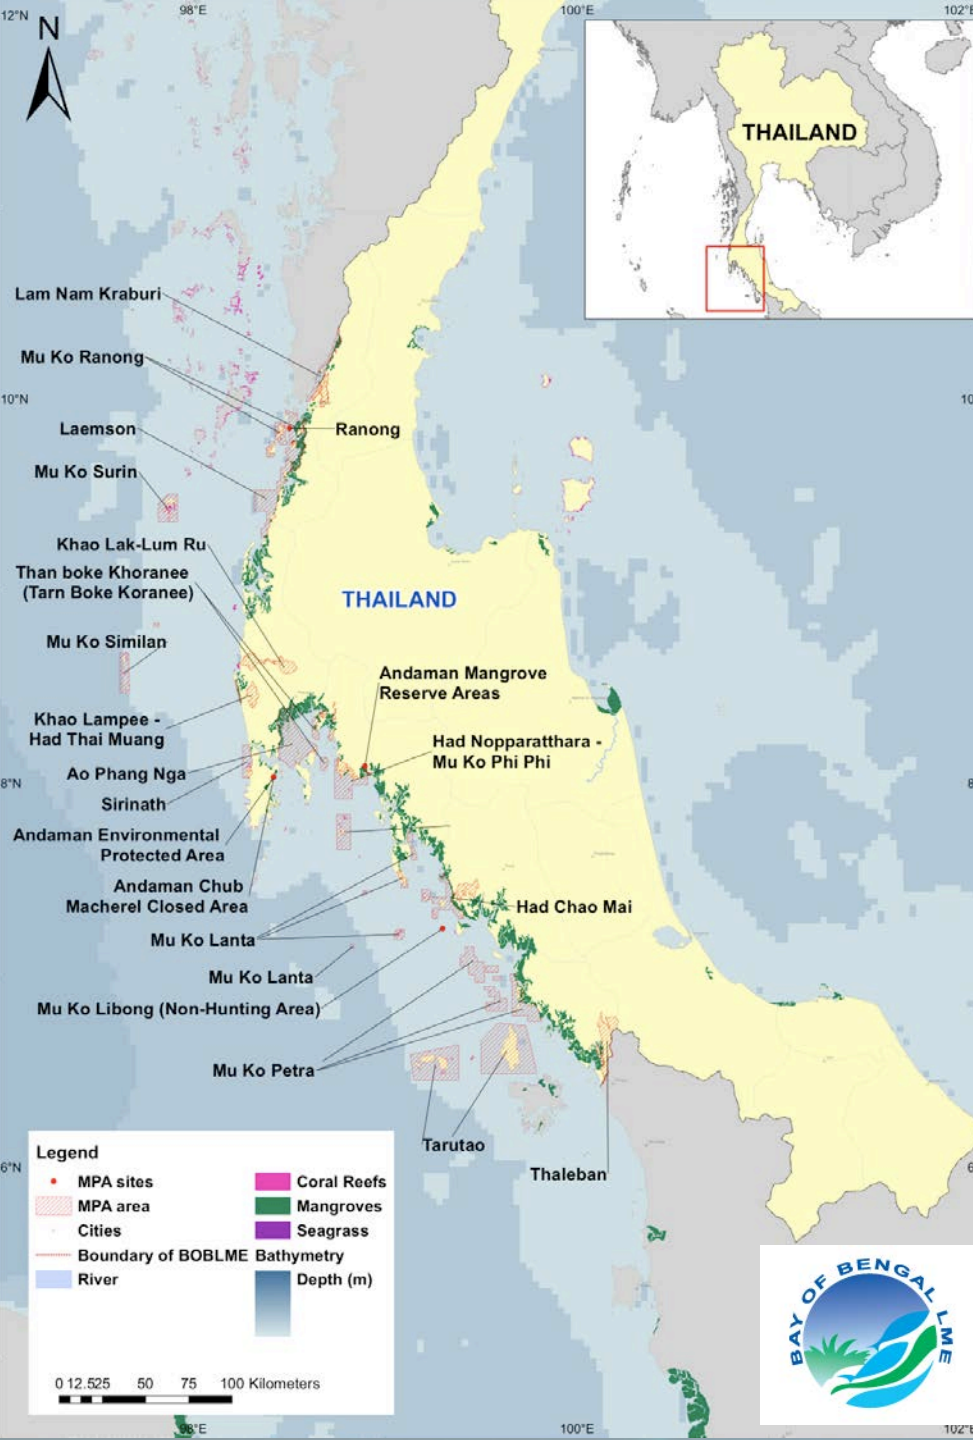 98°E
100°E
102°E
12°N
N
THAILAND
Lam Nam Kraburi
Mu Ko Ranong
10°N
10
Laemson
Ranong
Mu Ko Surin
Khao Lak-Lum Ru
Than boke Khoranee
(Tarn Boke Koranee)
THAILAND
Mu Ko Similan
Andaman Mangrove
Reserve Areas
Khao Lampee -
Had Thai Muang
Had Nopparatthara -
Mu Ko Phi Phi
Ao Phang Nga
8°N
8°
Sirinath
Andaman Environmental
Protected Area
Andaman Chub
Macherel Closed Area
Had Chao Mai
Mu Ko Lanta
Mu Ko Lanta
Mu Ko Libong (Non-Hunting Area)
Mu Ko Petra
Tarutao
Thaleban
6°N
6°
Legend
MPA sites
MPA area
Cities
Boundary of BOBLME
River
Coral Reefs
Mangroves
Seagrass
Bathymetry
Depth (m)
0 12.525 50 75 100 Kilometers
BAY OF BENGAL LME
98°E
100°E
102°E